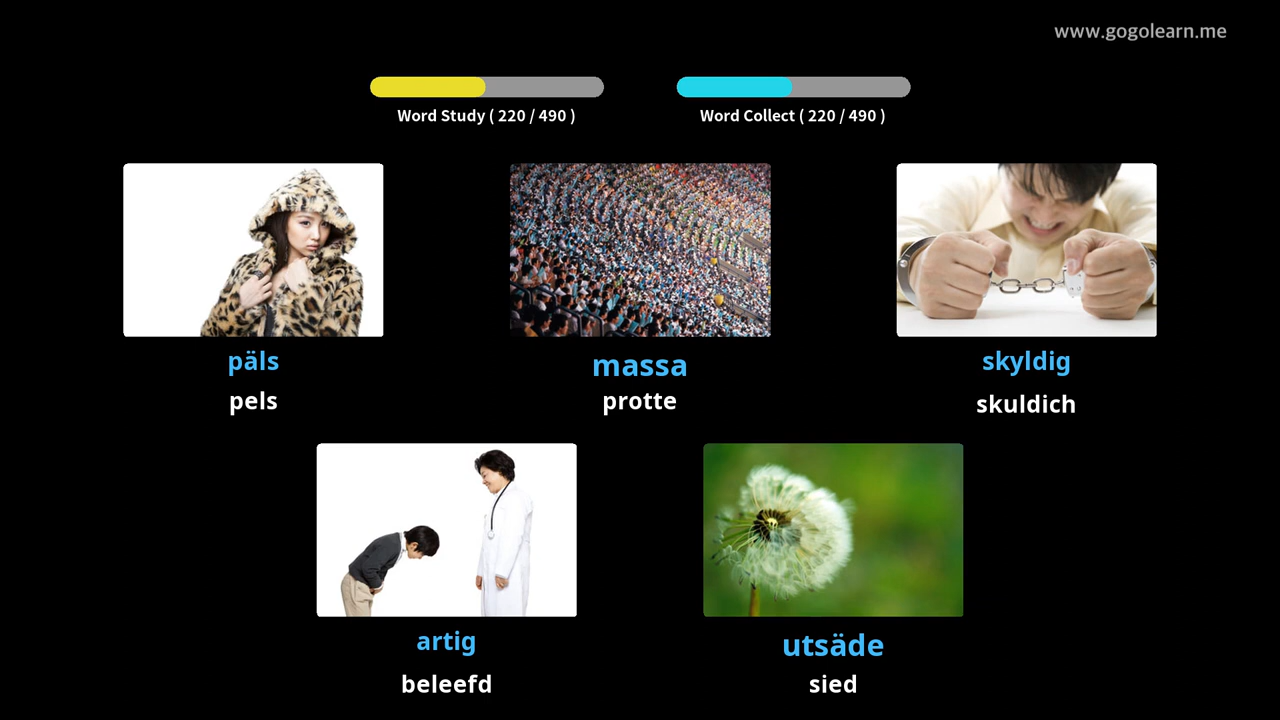 www.gogolearn.me
Word Study ( 220 / 490 )
Word Collect ( 220 / 490 )
päls
massa
skyldig
pels
protte
skuldich
artig
utsäde
beleefd
sied